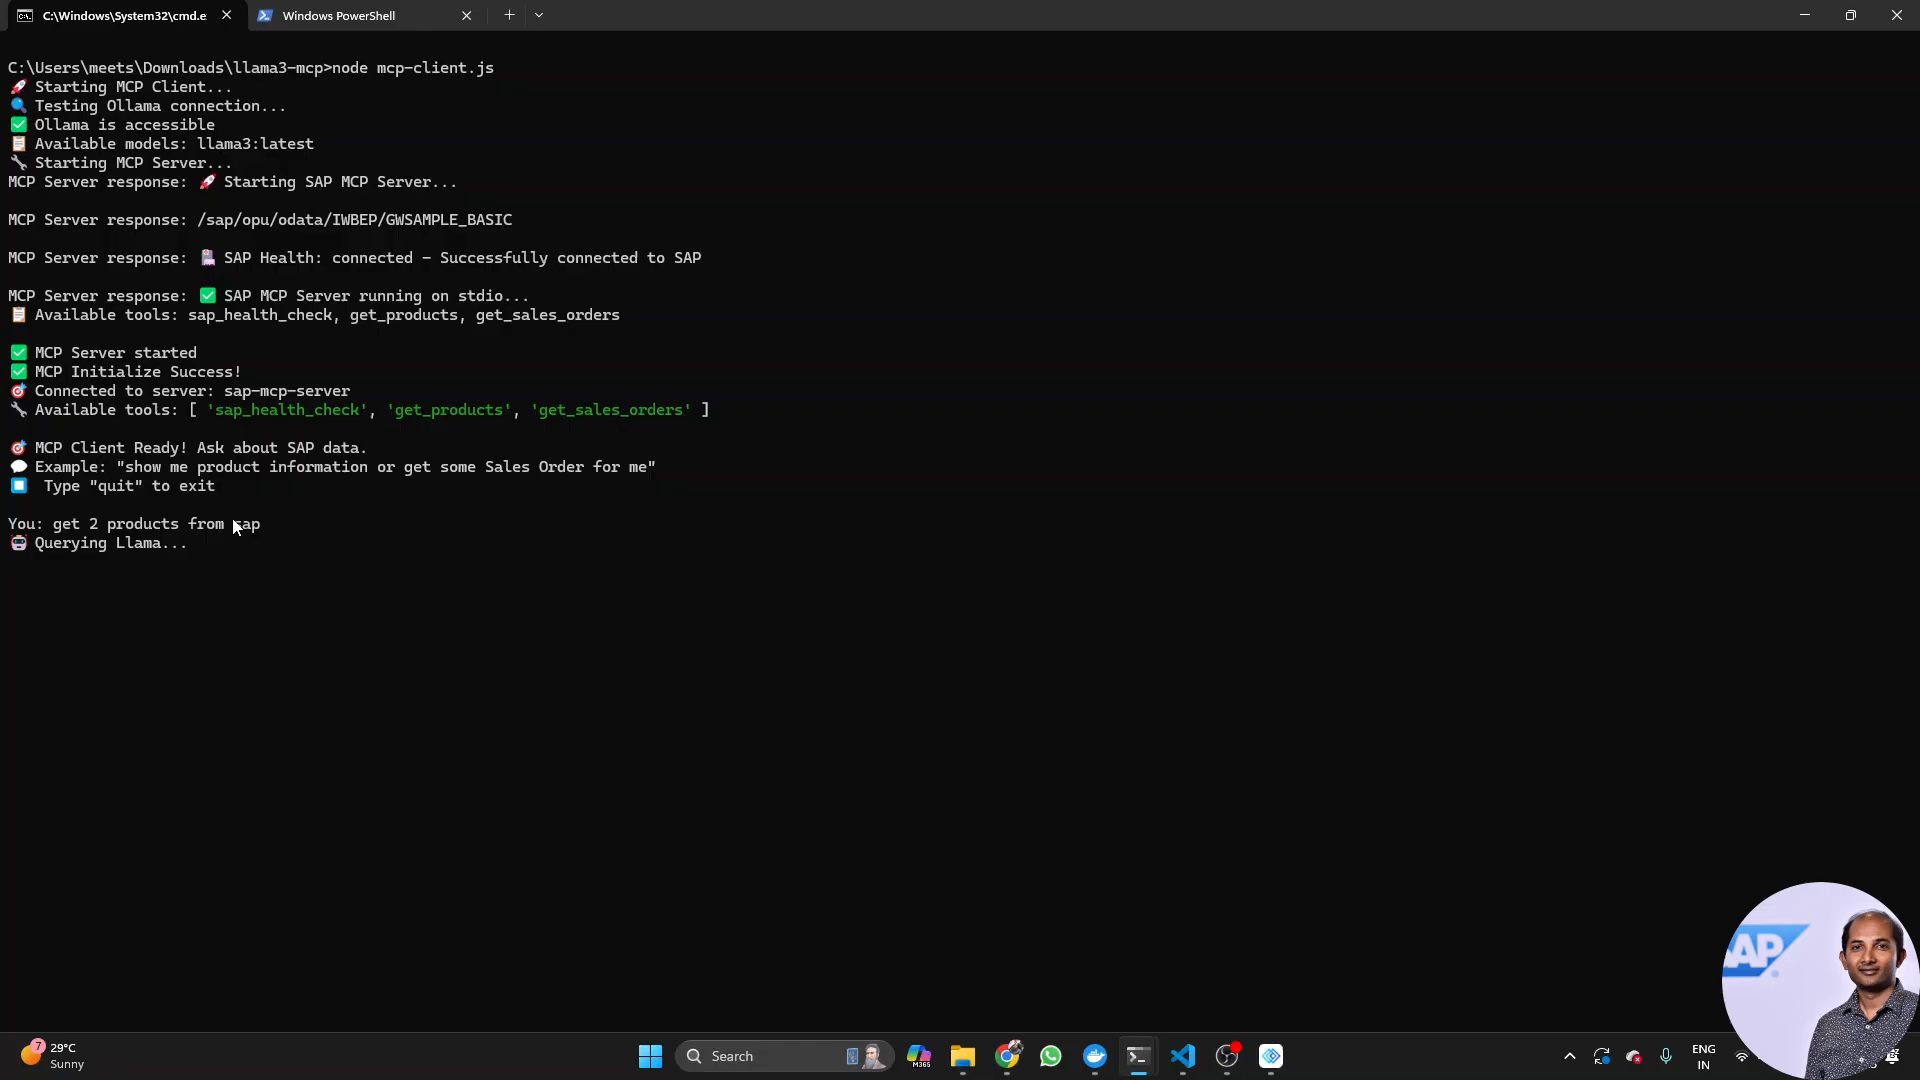 C:\Windows\System32\cmd.e
Windows PowerShell
C:\Users\meets\Downloads\llama3-mcp>node mcp-client.js
🚀 Starting MCP Client...
🔍 Testing Ollama connection...
✅ Ollama is accessible
📋 Available models: llama3:latest
🔧 Starting MCP Server...
MCP Server response: 🚀 Starting SAP MCP Server...
MCP Server response: /sap/opu/odata/IWBEP/GWSAMPLE_BASIC
MCP Server response: 🏥 SAP Health: connected - Successfully connected to SAP
MCP Server response: ✅ SAP MCP Server running on stdio...
📋 Available tools: sap_health_check, get_products, get_sales_orders
✅ MCP Server started
✅ MCP Initialize Success!
🎯 Connected to server: sap-mcp-server
🔧 Available tools: [ 'sap_health_check', 'get_products', 'get_sales_orders' ]
🎯 MCP Client Ready! Ask about SAP data.
💬 Example: "show me product information or get some Sales Order for me"
⏹ Type "quit" to exit
You: get 2 products from sap
🤖 Querying Llama...
AP
7
29°C
Sunny
Search
M365
ENG
IN